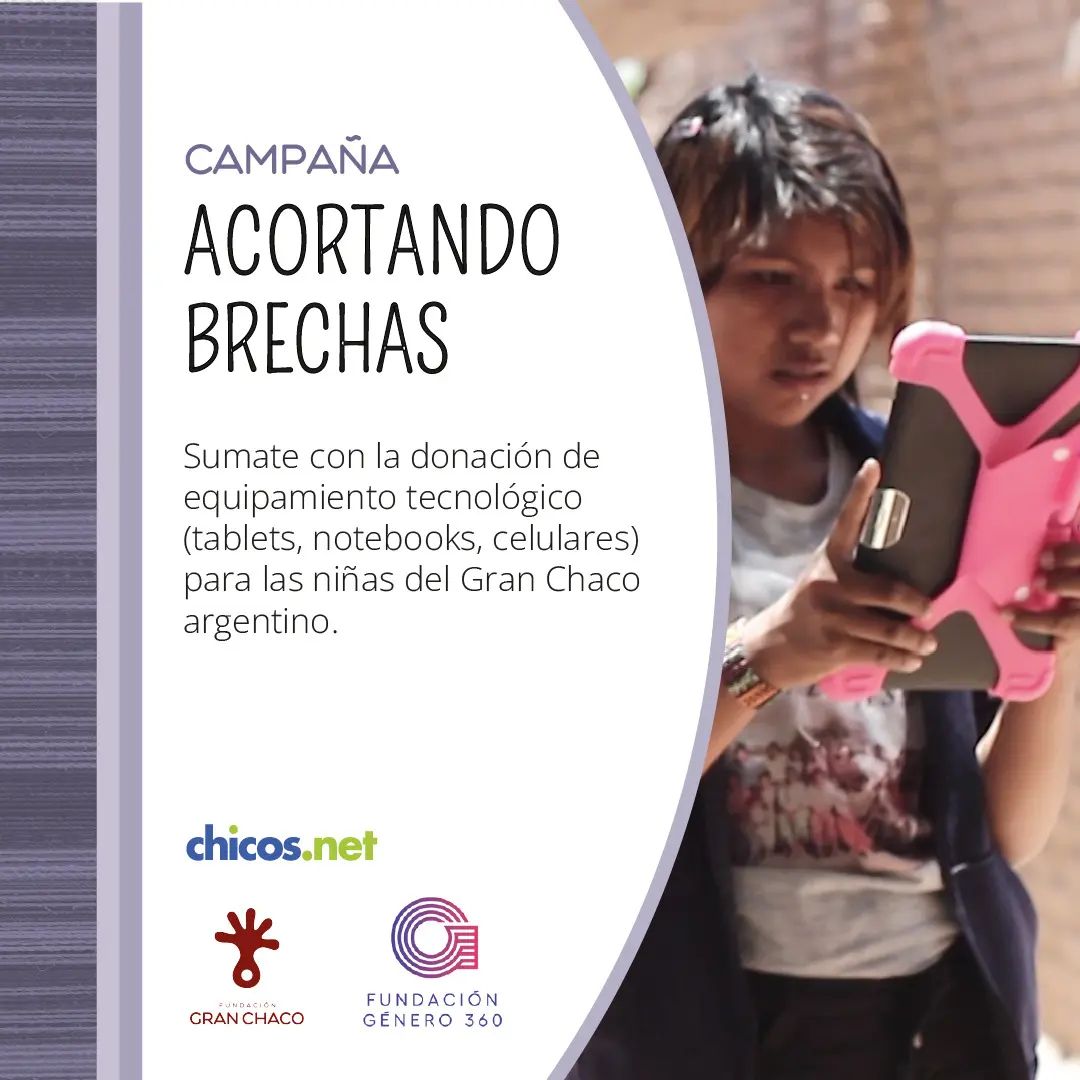 CAMPAÑA
ACORTANDO
BRECHAS
Sumate con la donación de
equipamiento tecnológico
(tablets, notebooks, celulares)
para las niñas del Gran Chaco
argentino.
chicos.net
FUNDACIÓN
GRAN CHACO
FUNDACIÓN
GÉNERO 360